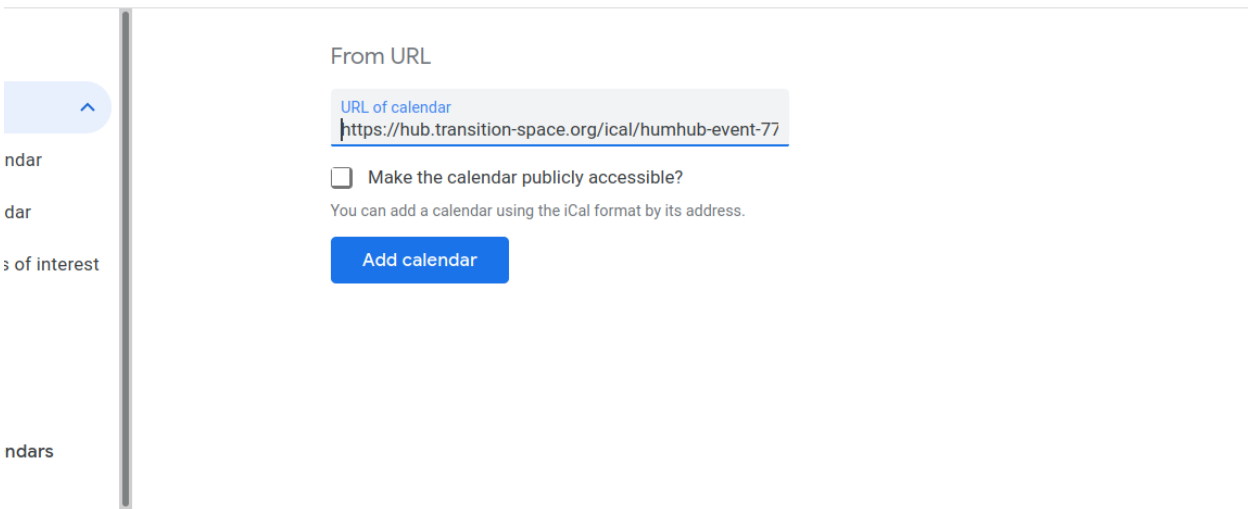 From URL
URL of calendar
https://hub.transition-space.org/ical/humhub-event-77
Make the calendar publicly accessible?
You can add a calendar using the iCal format by its address.
Add calendar
ndar
dar
s of interest
ndars